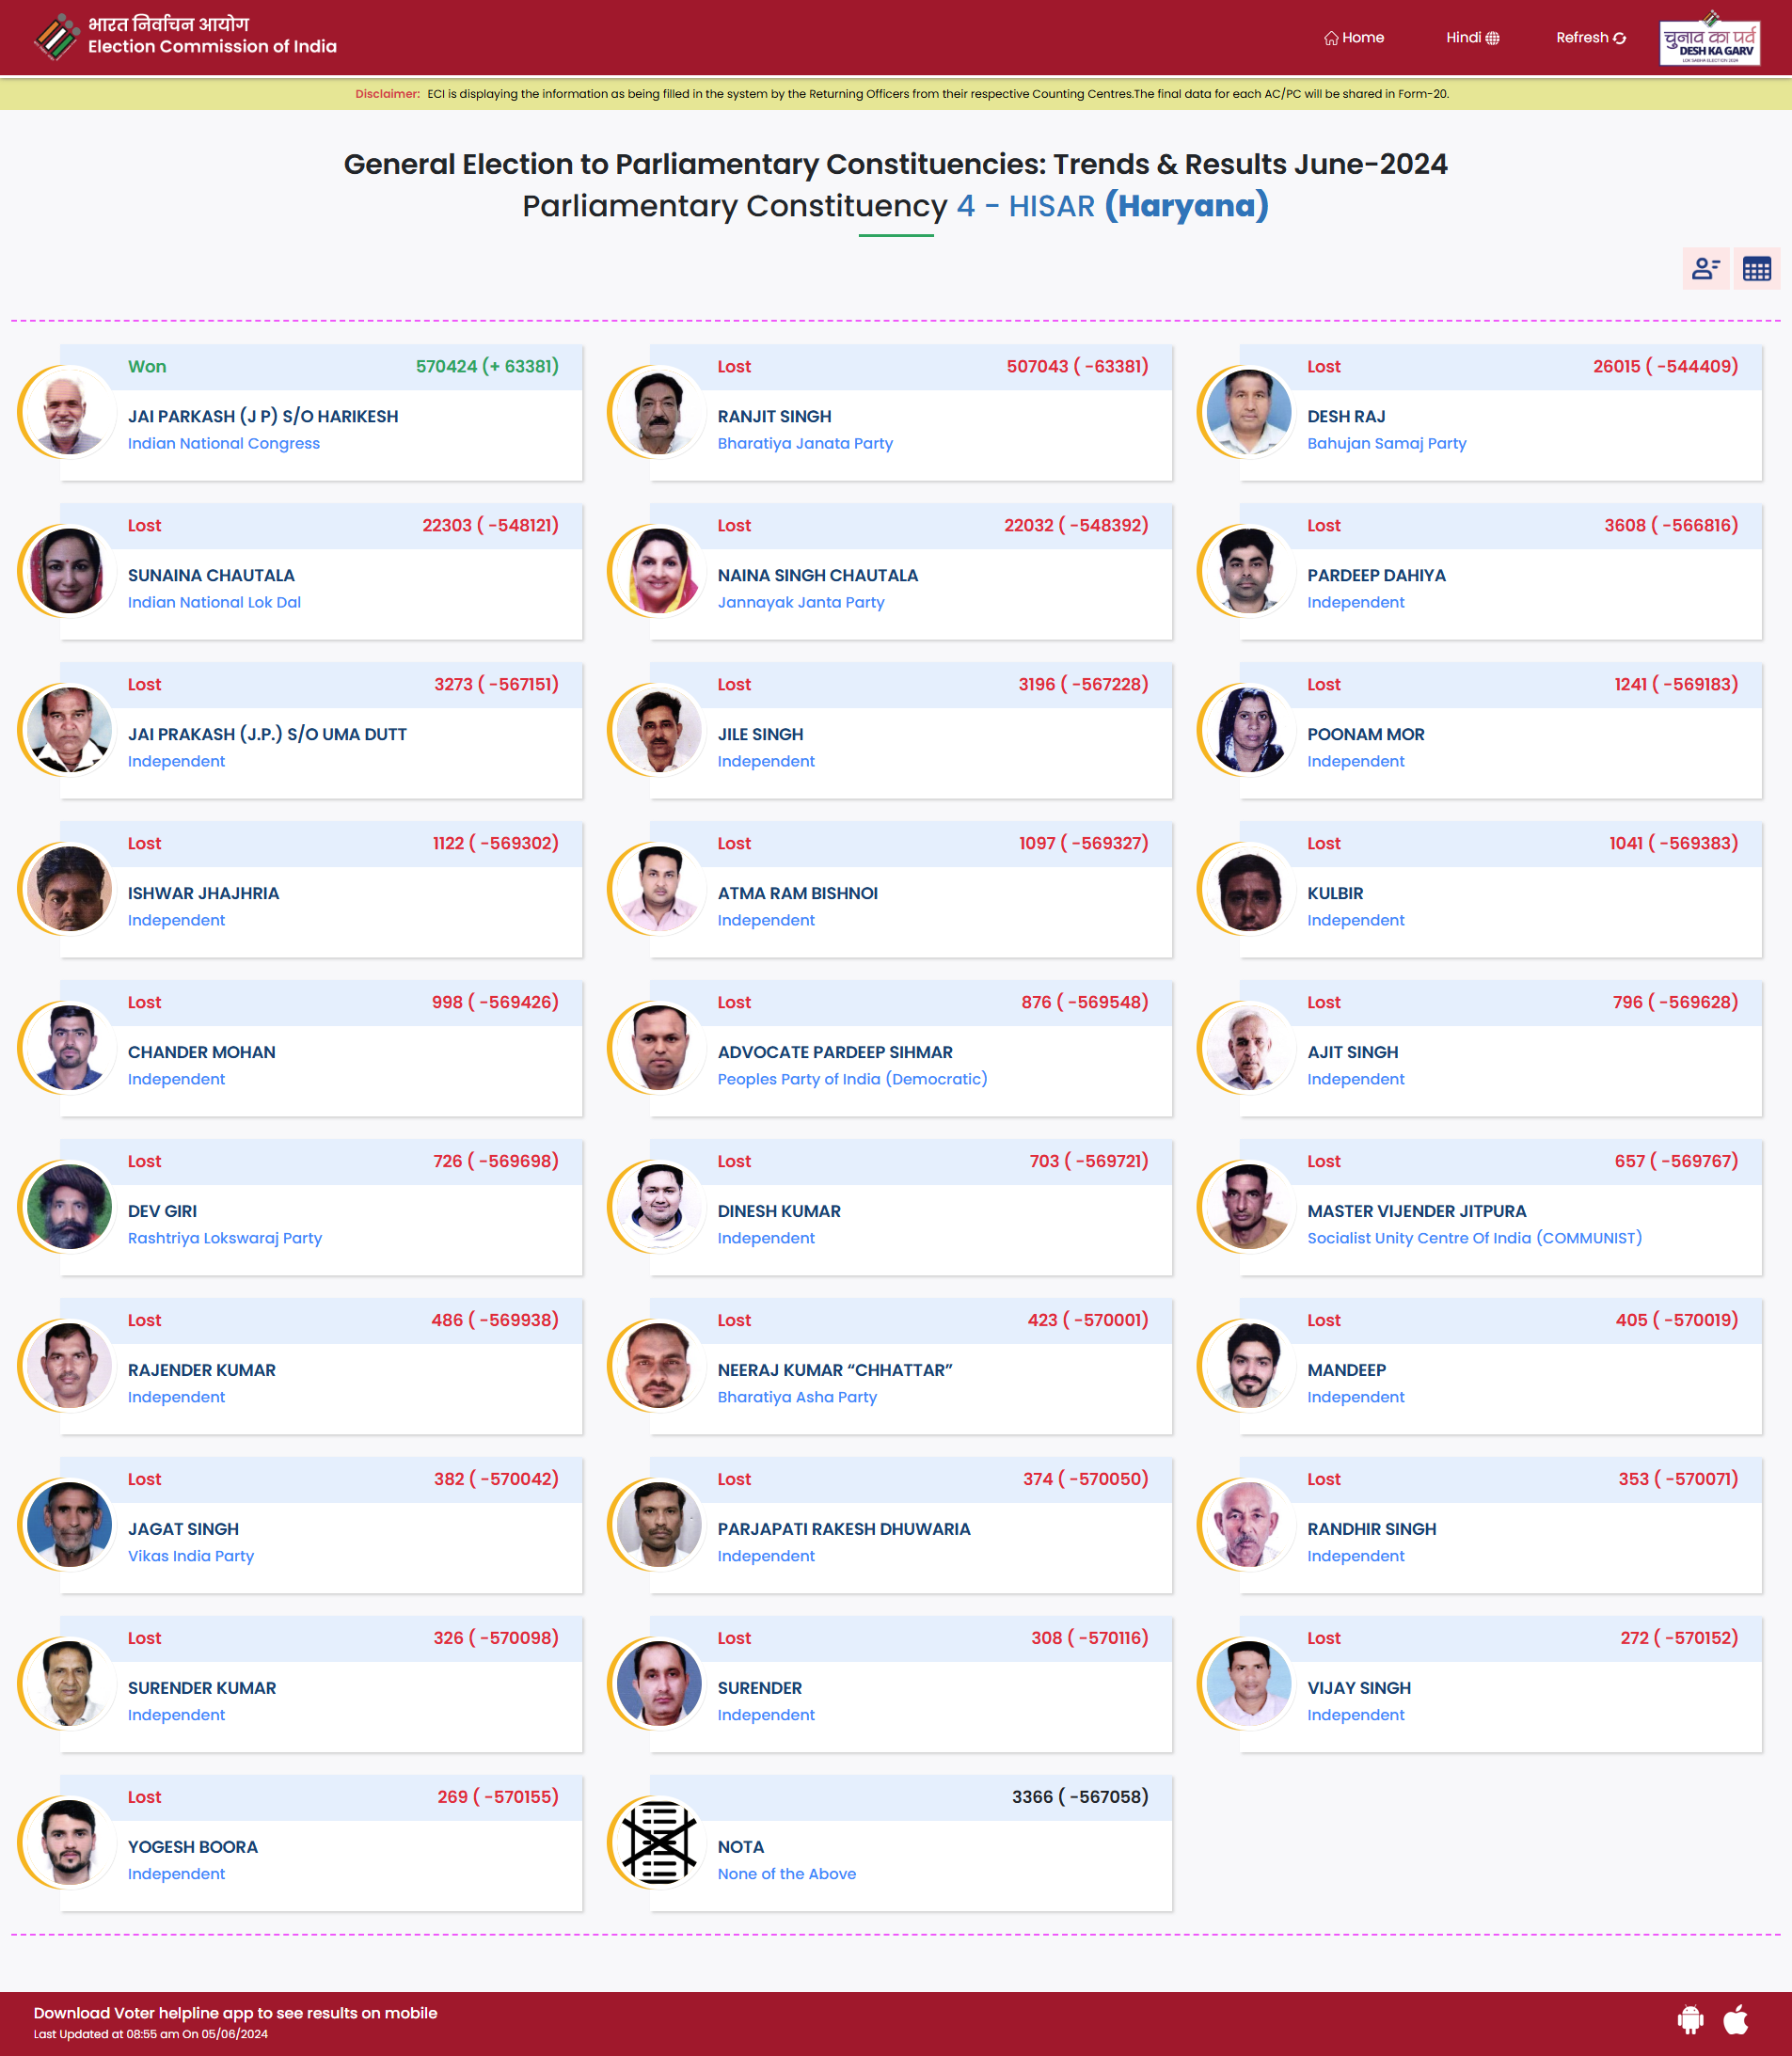 भारत निर्वाचन आयोग
Election Commission of India
Home
Hindi
Refresh
चुनाव का पर्व
DESH KA GARV
LOK SABHA ELECTION 2024
Disclaimer: ECI is displaying the information as being filled in the system by the Returning Officers from their respective Counting Centres.The final data for each AC/PC will be shared in Form-20.
General Election to Parliamentary Constituencies: Trends & Results June-2024
Parliamentary Constituency 4 - HISAR (Haryana)
Won 570424 (+ 63381)
JAI PARKASH (J P) S/O HARIKESH
Indian National Congress
Lost 507043 ( -63381)
RANJIT SINGH
Bharatiya Janata Party
Lost 26015 ( -544409)
DESH RAJ
Bahujan Samaj Party
Lost 22303 ( -548121)
SUNAINA CHAUTALA
Indian National Lok Dal
Lost 22032 ( -548392)
NAINA SINGH CHAUTALA
Jannayak Janta Party
Lost 3608 ( -566816)
PARDEEP DAHIYA
Independent
Lost 3273 ( -567151)
JAI PRAKASH (J.P.) S/O UMA DUTT
Independent
Lost 3196 ( -567228)
JILE SINGH
Independent
Lost 1241 ( -569183)
POONAM MOR
Independent
Lost 1122 ( -569302)
ISHWAR JHAJHRIA
Independent
Lost 1097 ( -569327)
ATMA RAM BISHNOI
Independent
Lost 1041 ( -569383)
KULBIR
Independent
Lost 998 ( -569426)
CHANDER MOHAN
Independent
Lost 876 ( -569548)
ADVOCATE PARDEEP SIHMAR
Peoples Party of India (Democratic)
Lost 796 ( -569628)
AJIT SINGH
Independent
Lost 726 ( -569698)
DEV GIRI
Rashtriya Lokswaraj Party
Lost 703 ( -569721)
DINESH KUMAR
Independent
Lost 657 ( -569767)
MASTER VIJENDER JITPURA
Socialist Unity Centre Of India (COMMUNIST)
Lost 486 ( -569938)
RAJENDER KUMAR
Independent
Lost 423 ( -570001)
NEERAJ KUMAR “CHHATTAR”
Bharatiya Asha Party
Lost 405 ( -570019)
MANDEEP
Independent
Lost 382 ( -570042)
JAGAT SINGH
Vikas India Party
Lost 374 ( -570050)
PARJAPATI RAKESH DHUWARIA
Independent
Lost 353 ( -570071)
RANDHIR SINGH
Independent
Lost 326 ( -570098)
SURENDER KUMAR
Independent
Lost 308 ( -570116)
SURENDER
Independent
Lost 272 ( -570152)
VIJAY SINGH
Independent
Lost 269 ( -570155)
YOGESH BOORA
Independent
3366 ( -567058)
NOTA
None of the Above
Download Voter helpline app to see results on mobile
Last Updated at 08:55 am On 05/06/2024